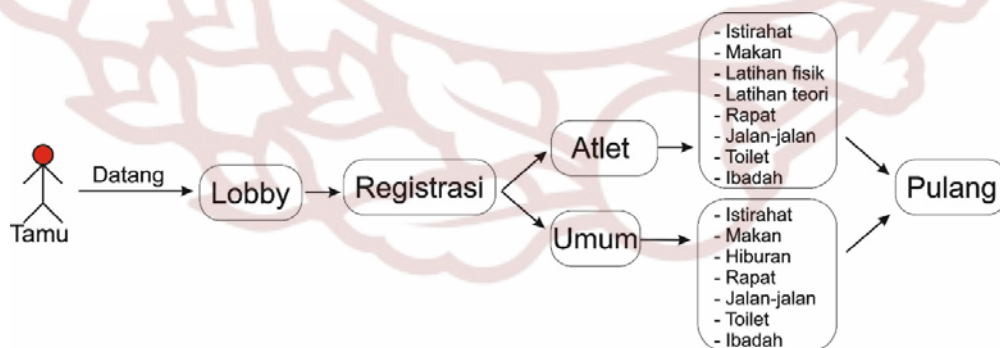 Tamu
Datang
Lobby
Registrasi
Atlet
- Istirahat
- Makan
- Latihan fisik
- Latihan teori
- Rapat
- Jalan-jalan
- Toilet
- Ibadah
Umum
- Istirahat
- Makan
- Hiburan
- Rapat
- Jalan-jalan
- Toilet
- Ibadah
Pulang